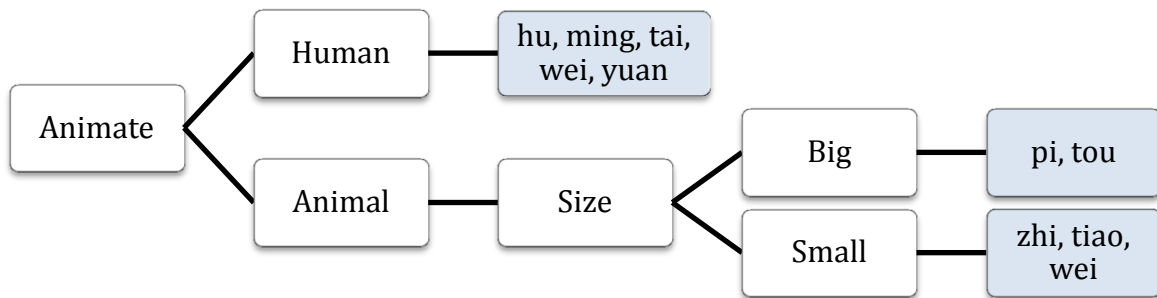 Animate
Human
hu, ming, tai,
wei, yuan
Animal
Size
Big
pi, tou
Small
zhi, tiao,
wei